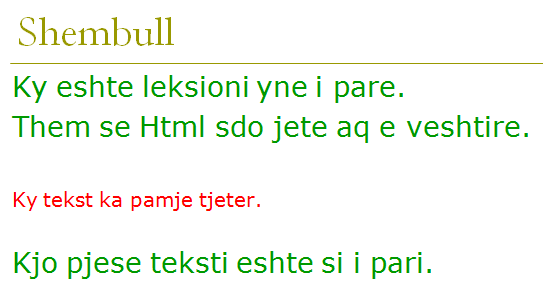 Shembull
Ky eshte leksioni yne i pare.
Them se Html sdo jete aq e veshtire.
Ky tekst ka pamje tjeter.
Kjo pjese teksti eshte si i pari.